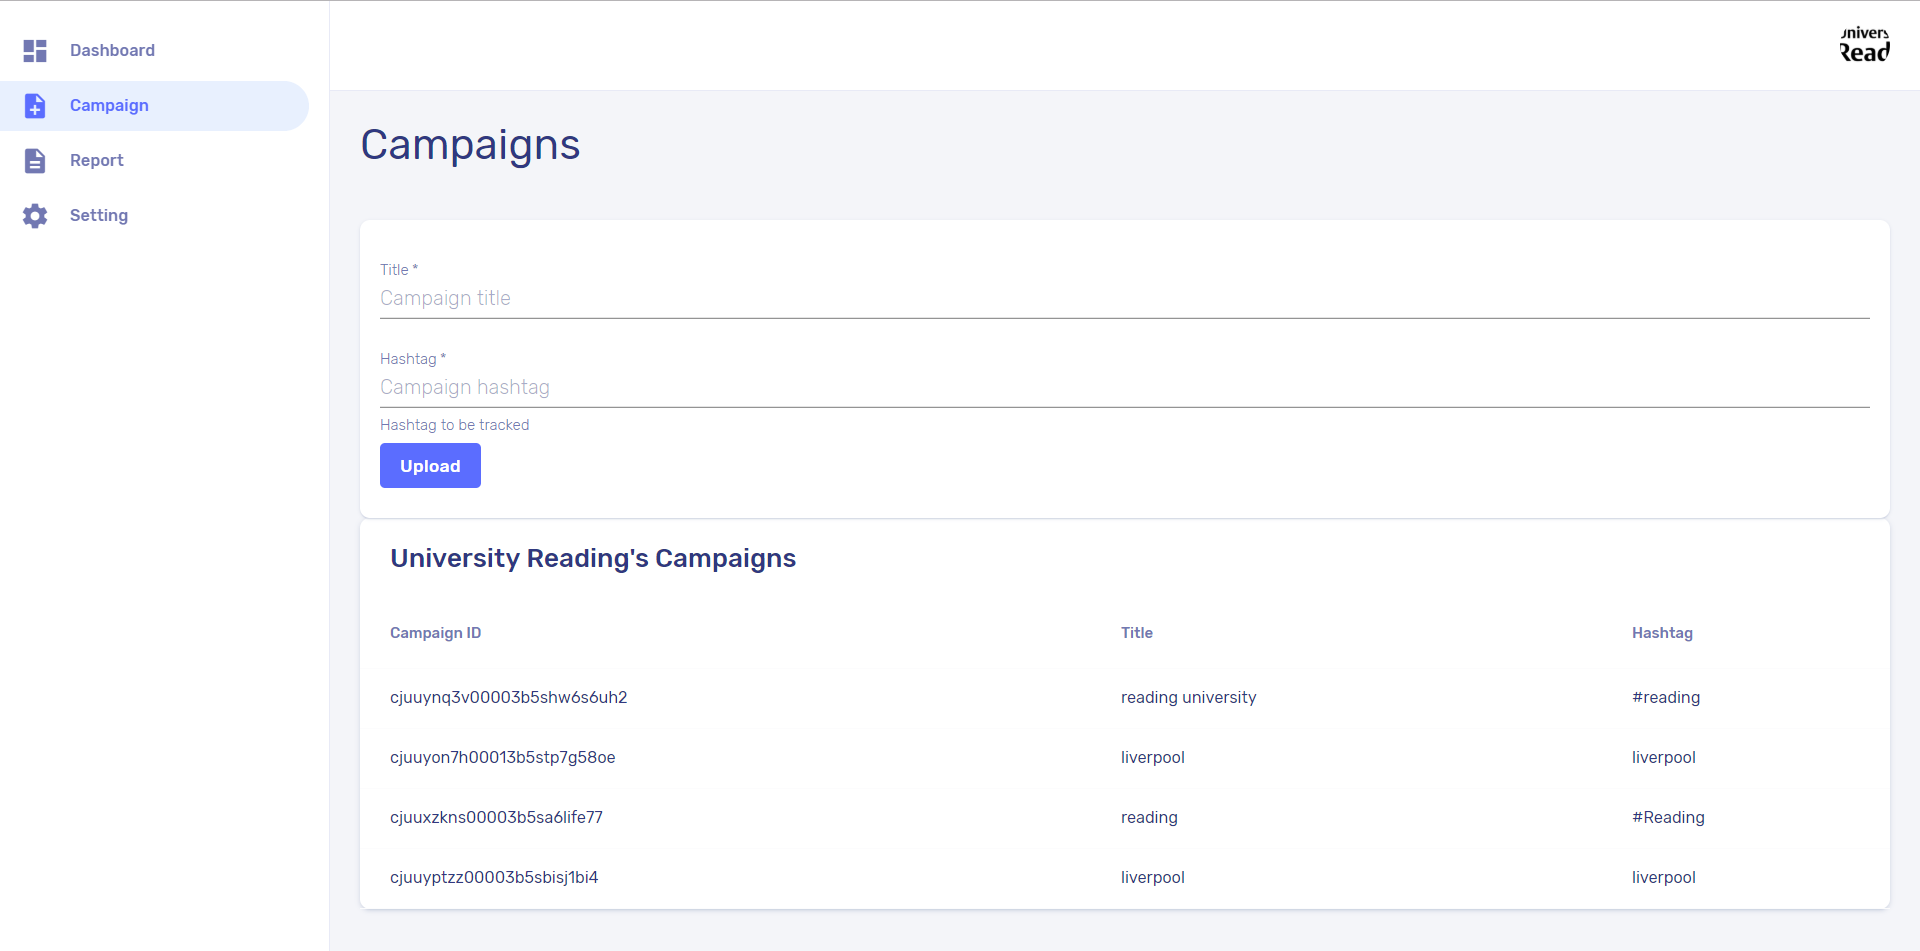 Dashboard
Campaign
Report
Setting
Univers
Read
Campaigns
Title *
Campaign title
Hashtag *
Campaign hashtag
Hashtag to be tracked
Upload
University Reading's Campaigns
Campaign ID Title Hashtag
cjuuynq3v00003b5shw6s6uh2 reading university #reading
cjuuyon7h00013b5stp7g58oe liverpool liverpool
cjuuxzkns00003b5sa6life77 reading #Reading
cjuuyptzz00003b5sbisj1bi4 liverpool liverpool